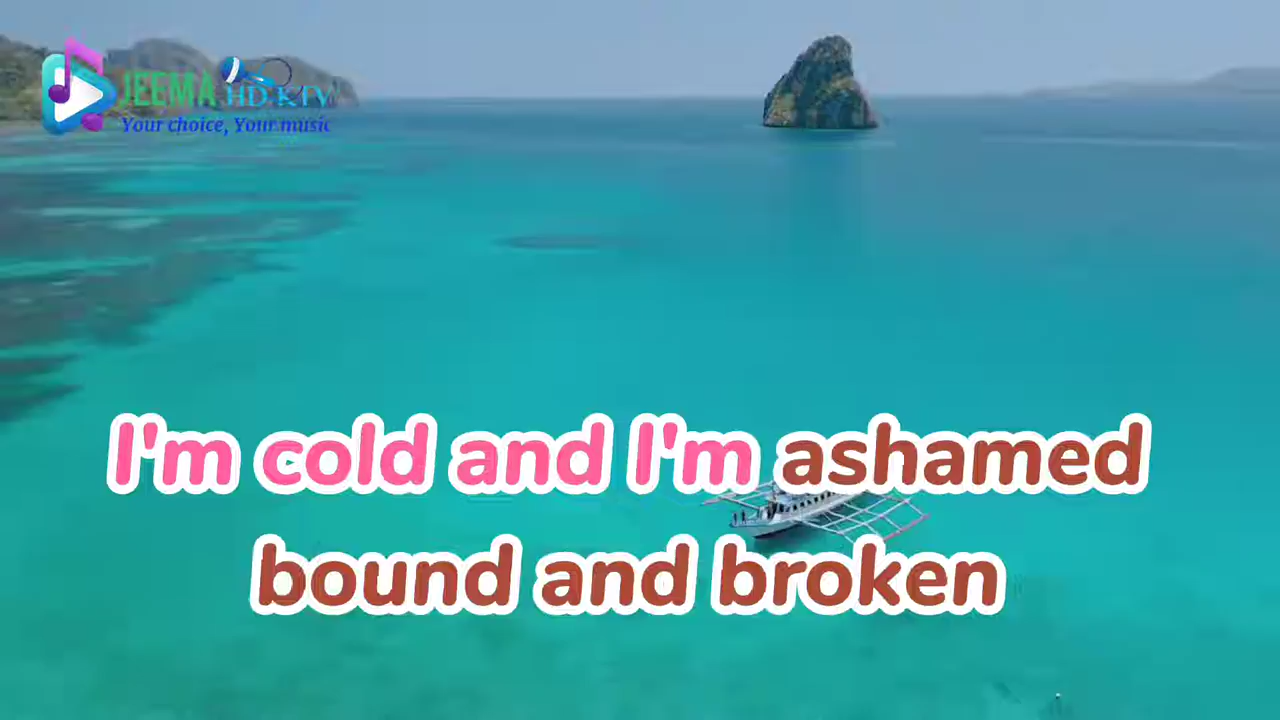 JEEMA HD KTV
Your choice, Your music
I'm cold and I'm ashamed
bound and broken